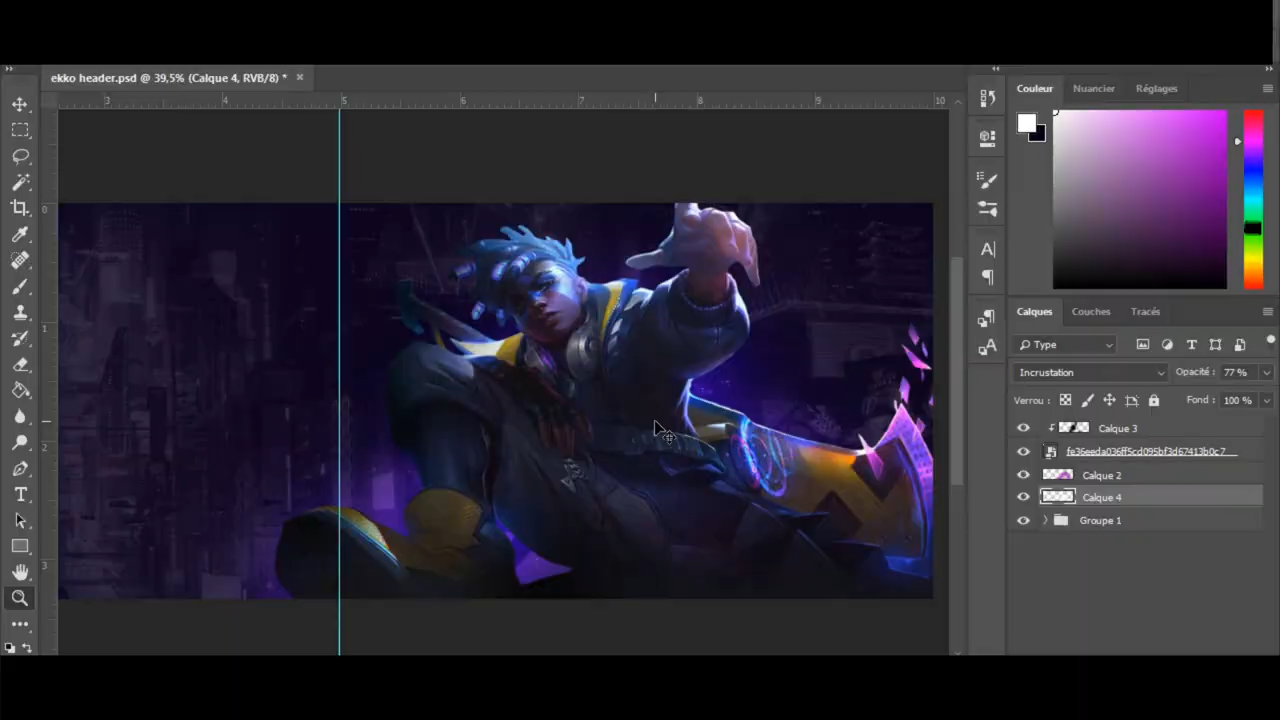 ekko header.psd @ 39,5% (Calque 4, RVB/8) *
3 4 5 6 7 8 9 10
0
1
2
3
Couleur Nuancier Réglages
Calques Couches Tracés
Type
Incrustation Opacité : 77 %
Verrou : Fond : 100 %
Calque 3
fe36eeda036ff5cd095bf3d67413b0c7
Calque 2
Calque 4
Groupe 1